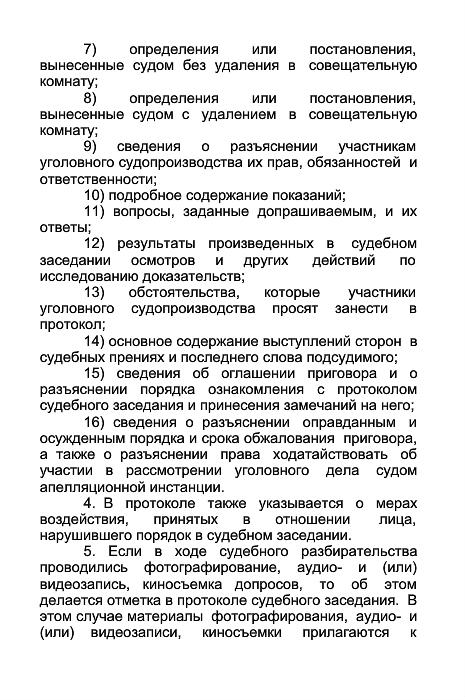 7) определения или постановления,
вынесенные судом без удаления в совещательную
комнату;
8) определения или постановления,
вынесенные судом с удалением в совещательную
комнату;
9) сведения о разъяснении участникам
уголовного судопроизводства их прав, обязанностей и
ответственности;
10) подробное содержание показаний;
11) вопросы, заданные допрашиваемым, и их
ответы;
12) результаты произведенных в судебном
заседании осмотров и других действий по
исследованию доказательств;
13) обстоятельства, которые участники
уголовного судопроизводства просят занести в
протокол;
14) основное содержание выступлений сторон в
судебных прениях и последнего слова подсудимого;
15) сведения об оглашении приговора и о
разъяснении порядка ознакомления с протоколом
судебного заседания и принесения замечаний на него;
16) сведения о разъяснении оправданным и
осужденным порядка и срока обжалования приговора,
а также о разъяснении права ходатайствовать об
участии в рассмотрении уголовного дела судом
апелляционной инстанции.
4. В протоколе также указывается о мерах
воздействия, принятых в отношении лица,
нарушившего порядок в судебном заседании.
5. Если в ходе судебного разбирательства
проводились фотографирование, аудио- и (или)
видеозапись, киносъемка допросов, то об этом
делается отметка в протоколе судебного заседания. В
этом случае материалы фотографирования, аудио- и
(или) видеозаписи, киносъемки прилагаются к